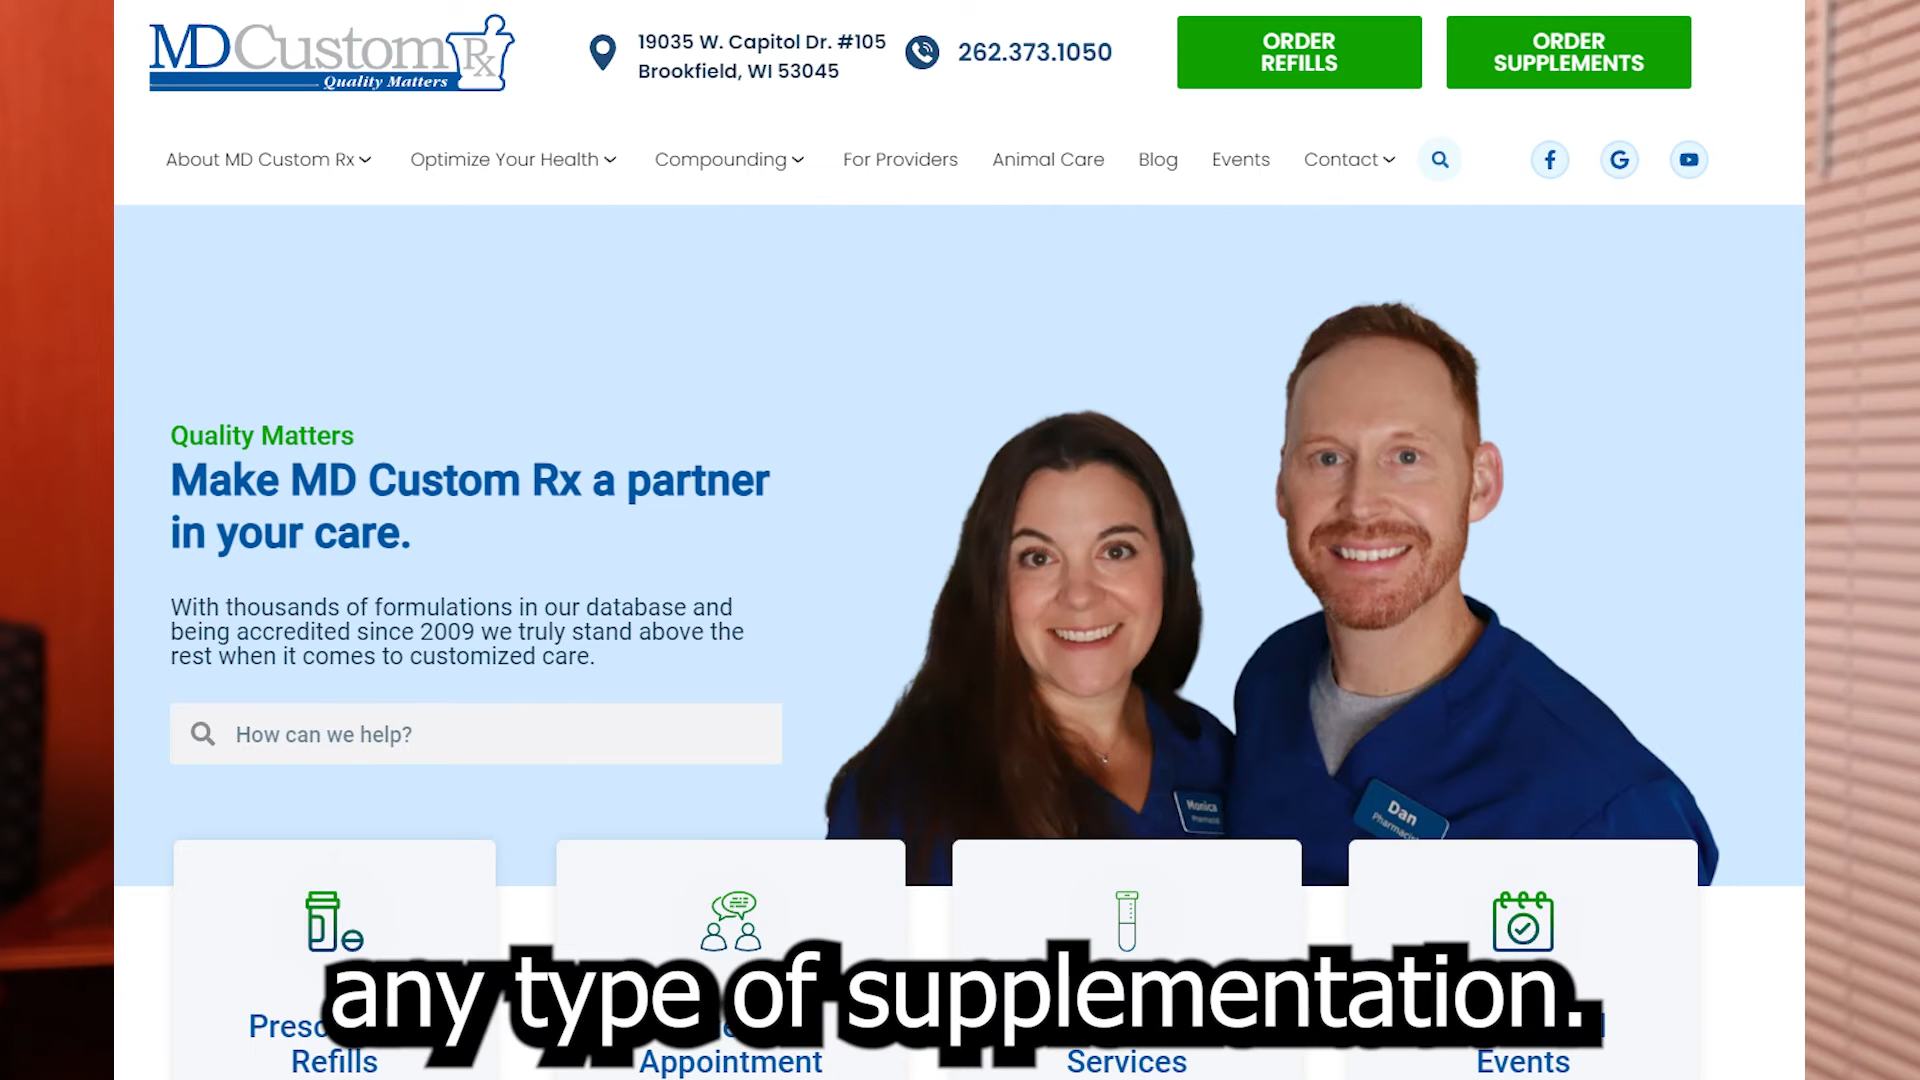 MDCustom Rx
Quality Matters
19035 W. Capitol Dr. #105
Brookfield, WI 53045
262.373.1050
ORDER
REFILLS
ORDER
SUPPLEMENTS
About MD Custom Rx
Optimize Your Health
Compounding
For Providers
Animal Care
Blog
Events
Contact
Quality Matters
Make MD Custom Rx a partner
in your care.
With thousands of formulations in our database and
being accredited since 2009 we truly stand above the
rest when it comes to customized care.
How can we help?
Monica
Pharmacist
Dan
Pharmacist
any type of supplementation.
Refills
Appointment
Services
Events